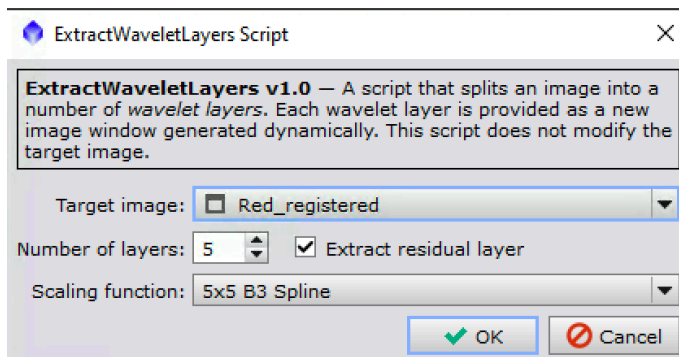 ExtractWaveletLayers Script
ExtractWaveletLayers v1.0 — A script that splits an image into a
number of wavelet layers. Each wavelet layer is provided as a new
image window generated dynamically. This script does not modify the
target image.
Target image: Red_registered
Number of layers: 5 Extract residual layer
Scaling function: 5x5 B3 Spline
OK Cancel